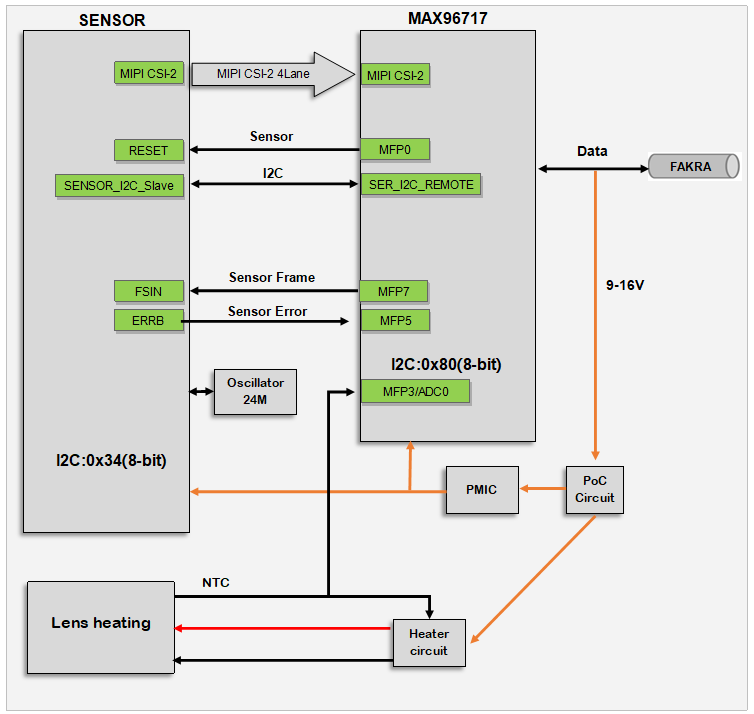 SENSOR
MAX96717
MIPI CSI-2
MIPI CSI-2 4Lane
MIPI CSI-2
RESET
Sensor
MFP0
SENSOR_I2C_Slave
I2C
SER_I2C_REMOTE
Data
FAKRA
FSIN
Sensor Frame
MFP7
9-16V
ERRB
Sensor Error
MFP5
I2C:0x80(8-bit)
Oscillator
24M
MFP3/ADC0
I2C:0x34(8-bit)
PMIC
PoC
Circuit
NTC
Lens heating
Heater
circuit